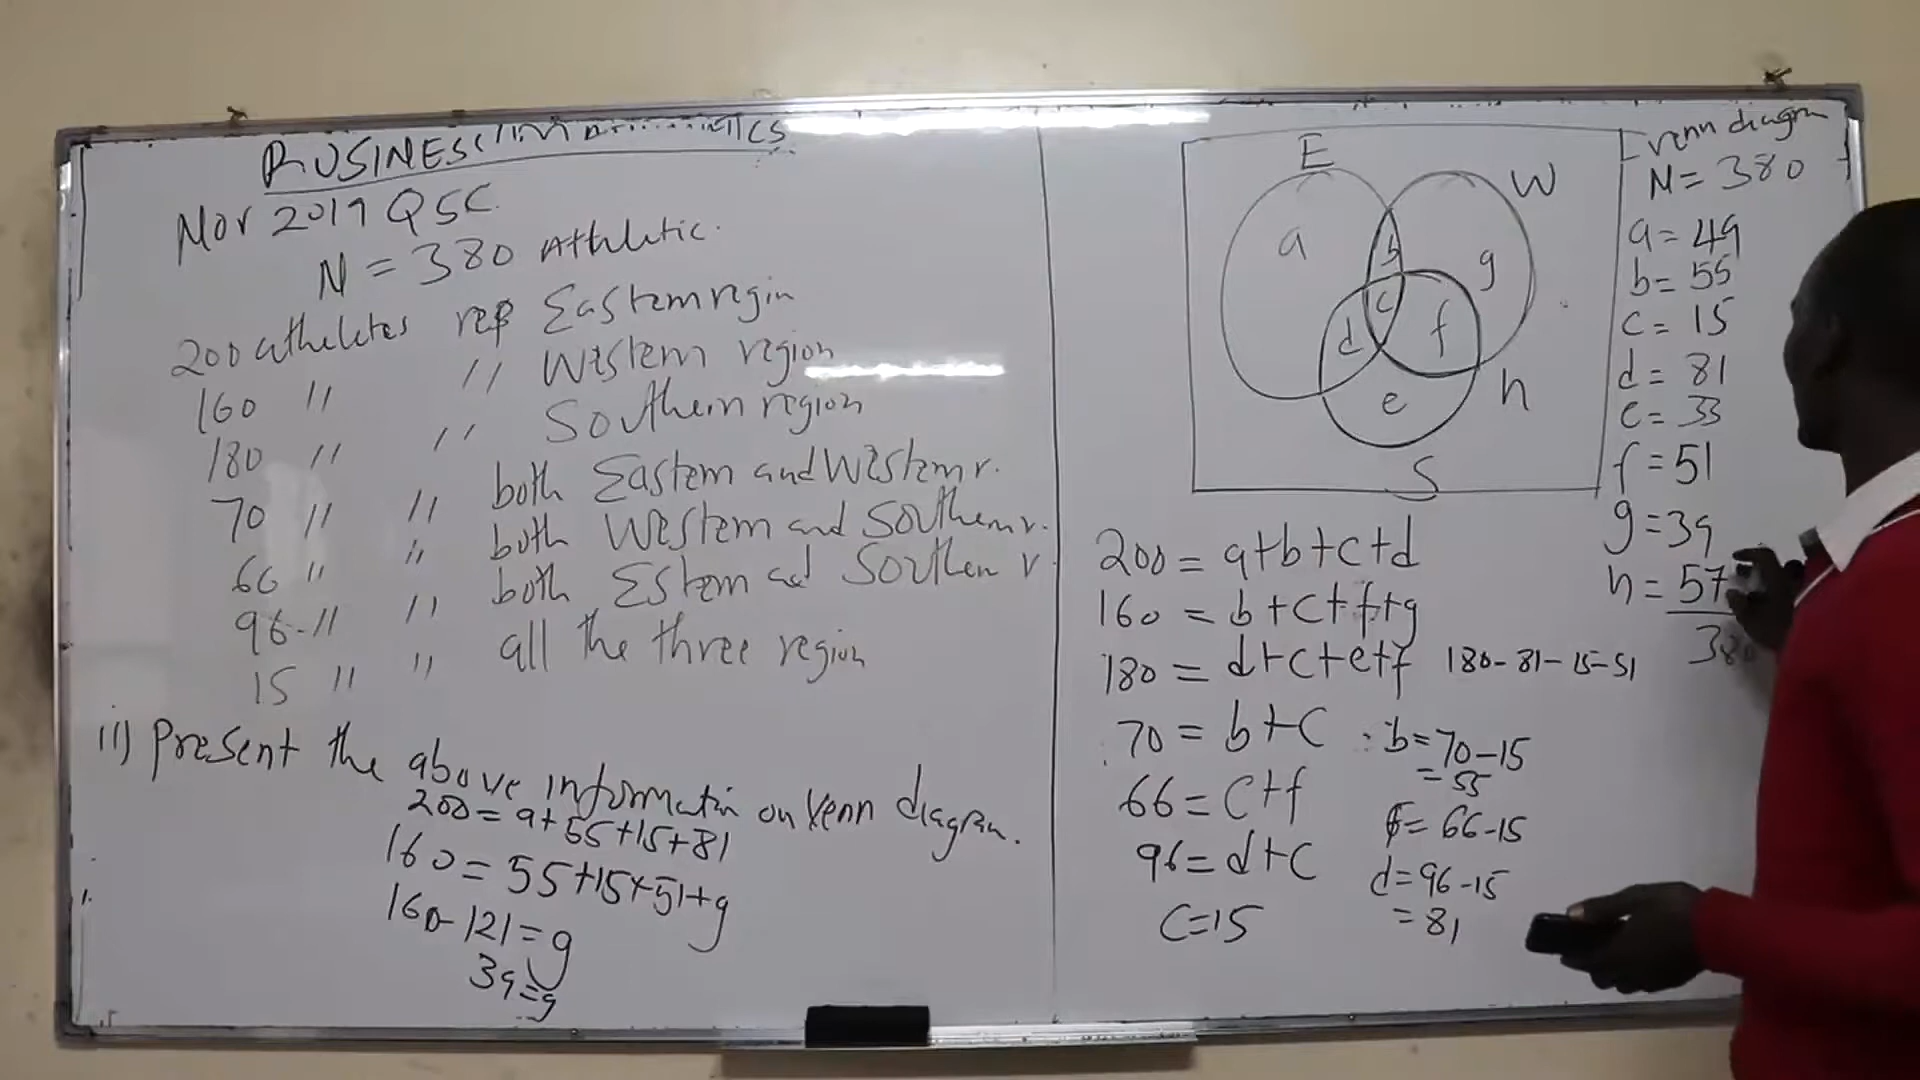 BUSINESS
Nov 2019 Q5C
N = 380 Athletic.
200 atheletes rep Eastern region
160 " " Western region
180 " " Southern region
70 " " both Eastern and Western r.
66 " " both Western and Southern r.
96 " " both Estern and Southern r
15 " " all the three region
ii) Present the above information on Venn diagram.
200 = a+55+15+81
160 = 55+15+51+g
160-121 = g
39 = g
E
W
a
b
g
c
d
f
e
h
S
200 = a+b+c+d
160 = b+c+f+g
180 = d+c+e+f 180-81-15-51
70 = b+c ∴ b=70-15
= 55
66 = c+f f= 66-15
96 = d+c d=96-15
= 81
c=15
venn diagram
N = 380
a = 49
b = 55
c = 15
d = 81
e = 33
f = 51
g = 39
h = 57
380